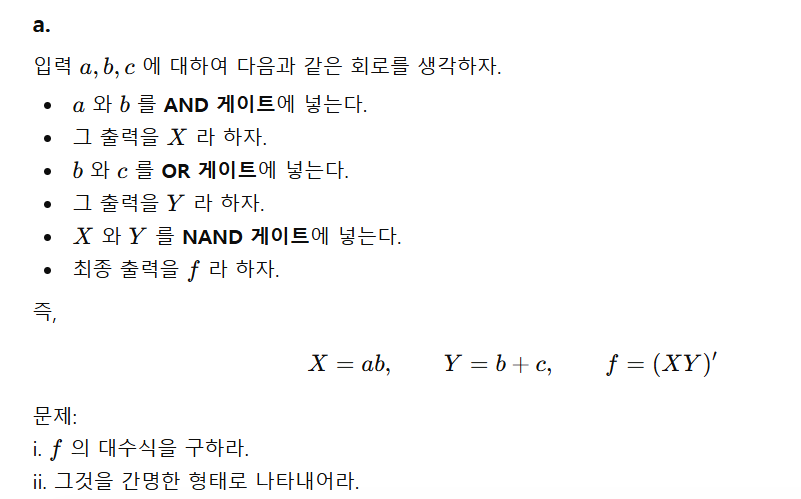 a.
입력 a, b, c 에 대하여 다음과 같은 회로를 생각하자.
• a 와 b 를 AND 게이트에 넣는다.
• 그 출력을 X 라 하자.
• b 와 c 를 OR 게이트에 넣는다.
• 그 출력을 Y 라 하자.
• X 와 Y 를 NAND 게이트에 넣는다.
• 최종 출력을 f 라 하자.
즉,
X = ab, Y = b + c, f = (XY)′
문제:
i. f 의 대수식을 구하라.
ii. 그것을 간명한 형태로 나타내어라.